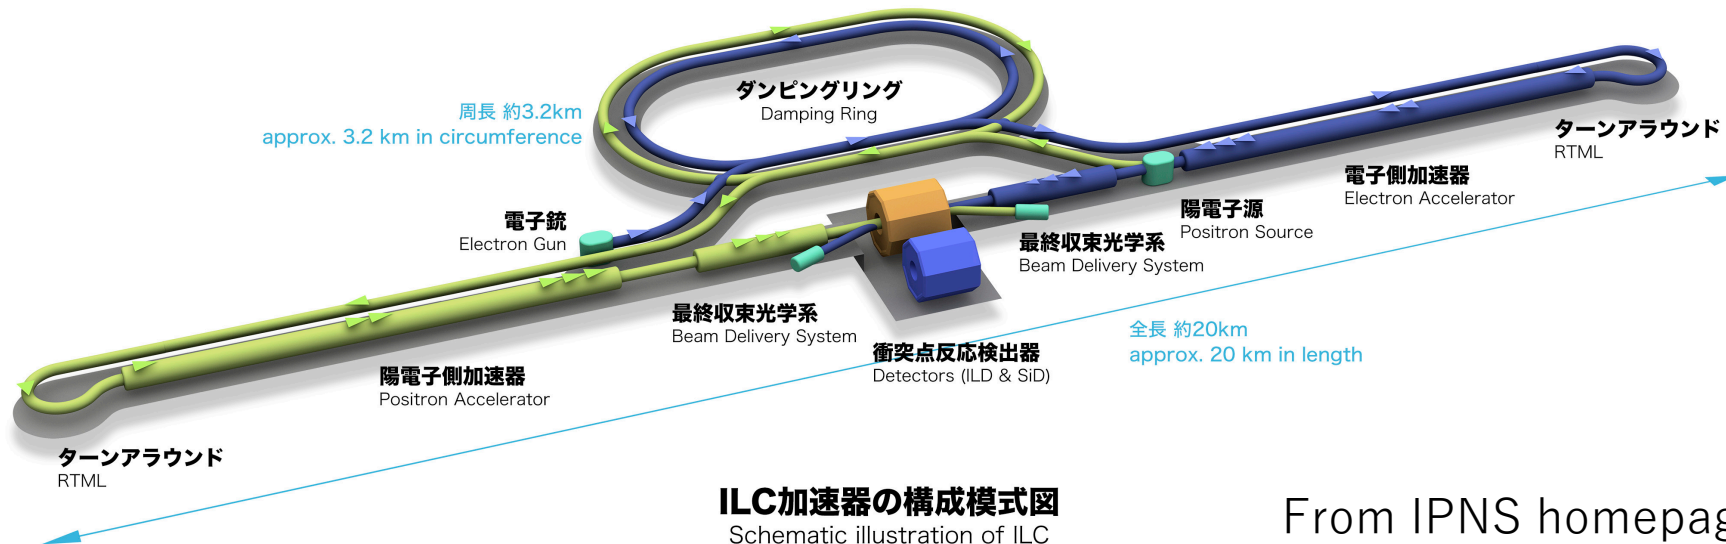 ダンピングリング
Damping Ring
周長 約3.2km
approx. 3.2 km in circumference
ターンアラウンド
RTML
電子側加速器
Electron Accelerator
陽電子源
Positron Source
電子銃
Electron Gun
最終収束光学系
Beam Delivery System
最終収束光学系
Beam Delivery System
全長 約20km
approx. 20 km in length
衝突点反応検出器
Detectors (ILD & SiD)
陽電子側加速器
Positron Accelerator
ターンアラウンド
RTML
ILC加速器の構成模式図
Schematic illustration of ILC
From IPNS homepag